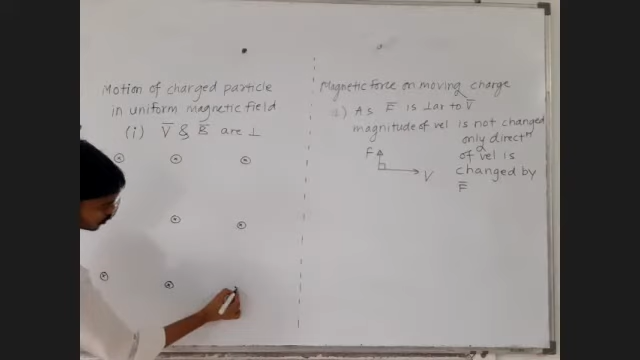 Motion of charged particle
in uniform magnetic field
(i) V̅ & B̅ are ⊥
Magnetic force on moving charge
2) As F̅ is ⊥ar to V̅
magnitude of vel is not changed
only directⁿ
of vel is
changed by
F̅
F
V